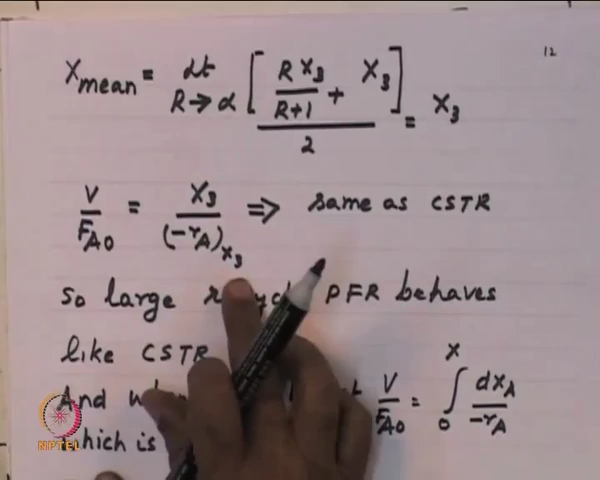 12
X_mean = lt R→α [ R X_3 / R+1 + X_3 ] / 2 = X_3
V / F_A0 = X_3 / (-r_A)_X_3 ⇒ same as CSTR
so large PFR behaves
like CSTR
And V / F_A0 = ∫_0^X dX_A / -r_A
which is
NPTEL